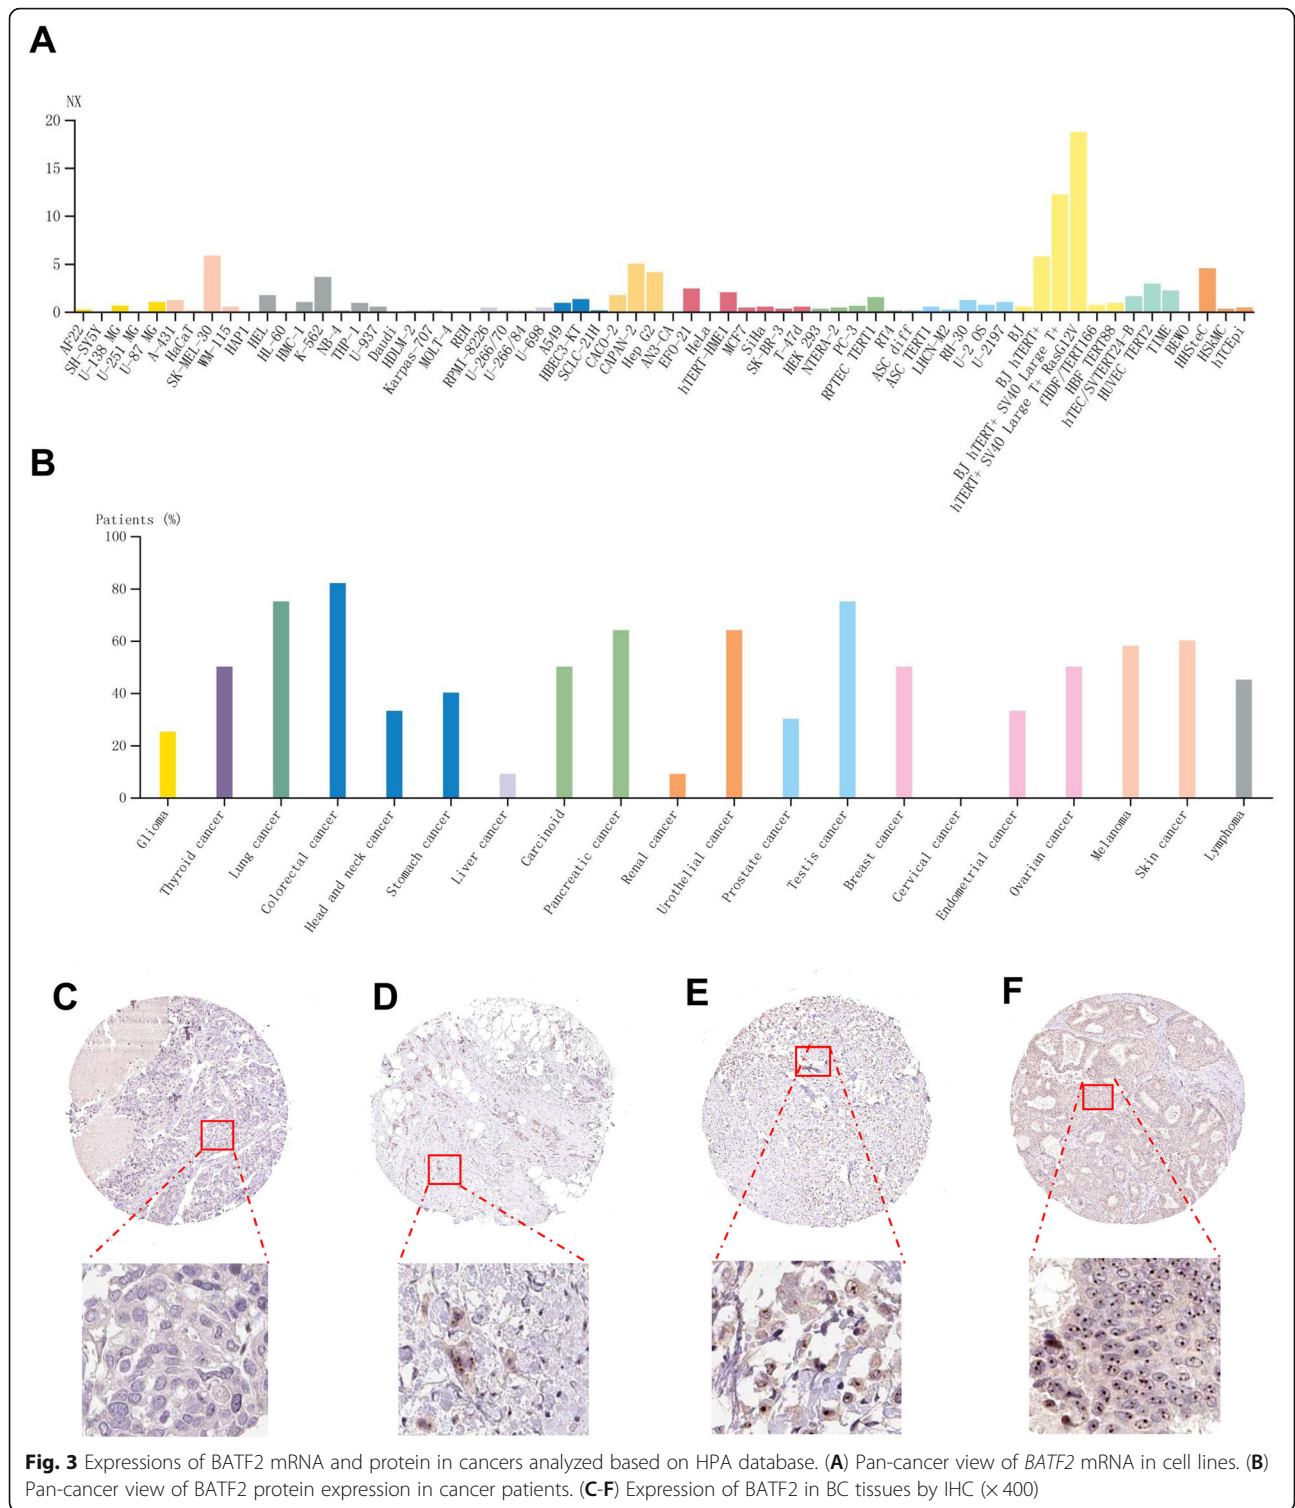 A
NX
20
15
10
5
0
AF22
SH-SY5Y
U-138 MG
U-251 MG
U-87 MG
A-431
HaCaT
SK-MEL-30
WM-115
HAP1
HEL
HL-60
HMC-1
K-562
NB-4
THP-1
U-937
Daudi
HDLM-2
Karpas-707
MOLT-4
REH
RPMI-8226
U-266/70
U-266/84
U-698
A549
HBEC3-KT
SCLC-21H
CACO-2
CAPAN-2
Hep G2
AN3-CA
EFO-21
HeLa
hTERT-HME1
MCF7
SiHa
SK-BR-3
T-47d
HEK 293
NTERA-2
PC-3
RPTEC TERT1
RT4
ASC diff
ASC TERT1
LHCN-M2
RH-30
U-2 OS
U-2197
BJ
BJ hTERT+
BJ hTERT+ SV40 Large T+
hTERT+ SV40 Large T+ RasG12V
fHDF/TERT166
HBF TERT88
hTEC/SVTERT24-B
HUVEC TERT2
TIME
BEWO
HHSteC
HSkMC
hTCEpi
B
Patients (%)
100
80
60
40
20
0
Glioma
Thyroid cancer
Lung cancer
Colorectal cancer
Head and neck cancer
Stomach cancer
Liver cancer
Carcinoid
Pancreatic cancer
Renal cancer
Urothelial cancer
Prostate cancer
Testis cancer
Breast cancer
Cervical cancer
Endometrial cancer
Ovarian cancer
Melanoma
Skin cancer
Lymphoma
C
D
E
F
Fig. 3 Expressions of BATF2 mRNA and protein in cancers analyzed based on HPA database. (A) Pan-cancer view of BATF2 mRNA in cell lines. (B)
Pan-cancer view of BATF2 protein expression in cancer patients. (C-F) Expression of BATF2 in BC tissues by IHC (× 400)